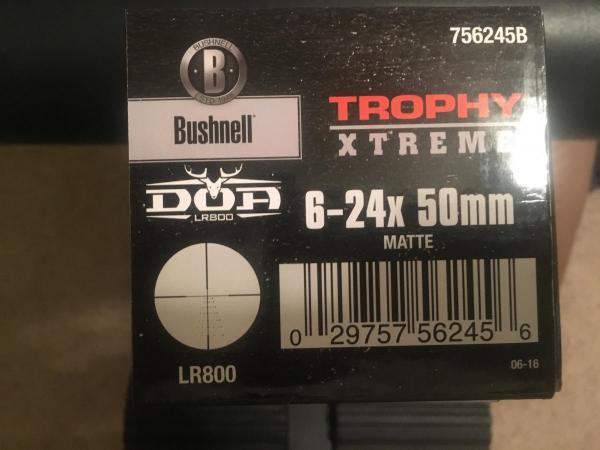 756245B
BUSHNELL
B
Bushnell®
TROPHY
XTREME
DOA
LR800
6-24x 50mm
MATTE
LR800
0 29757 56245 6
06-16